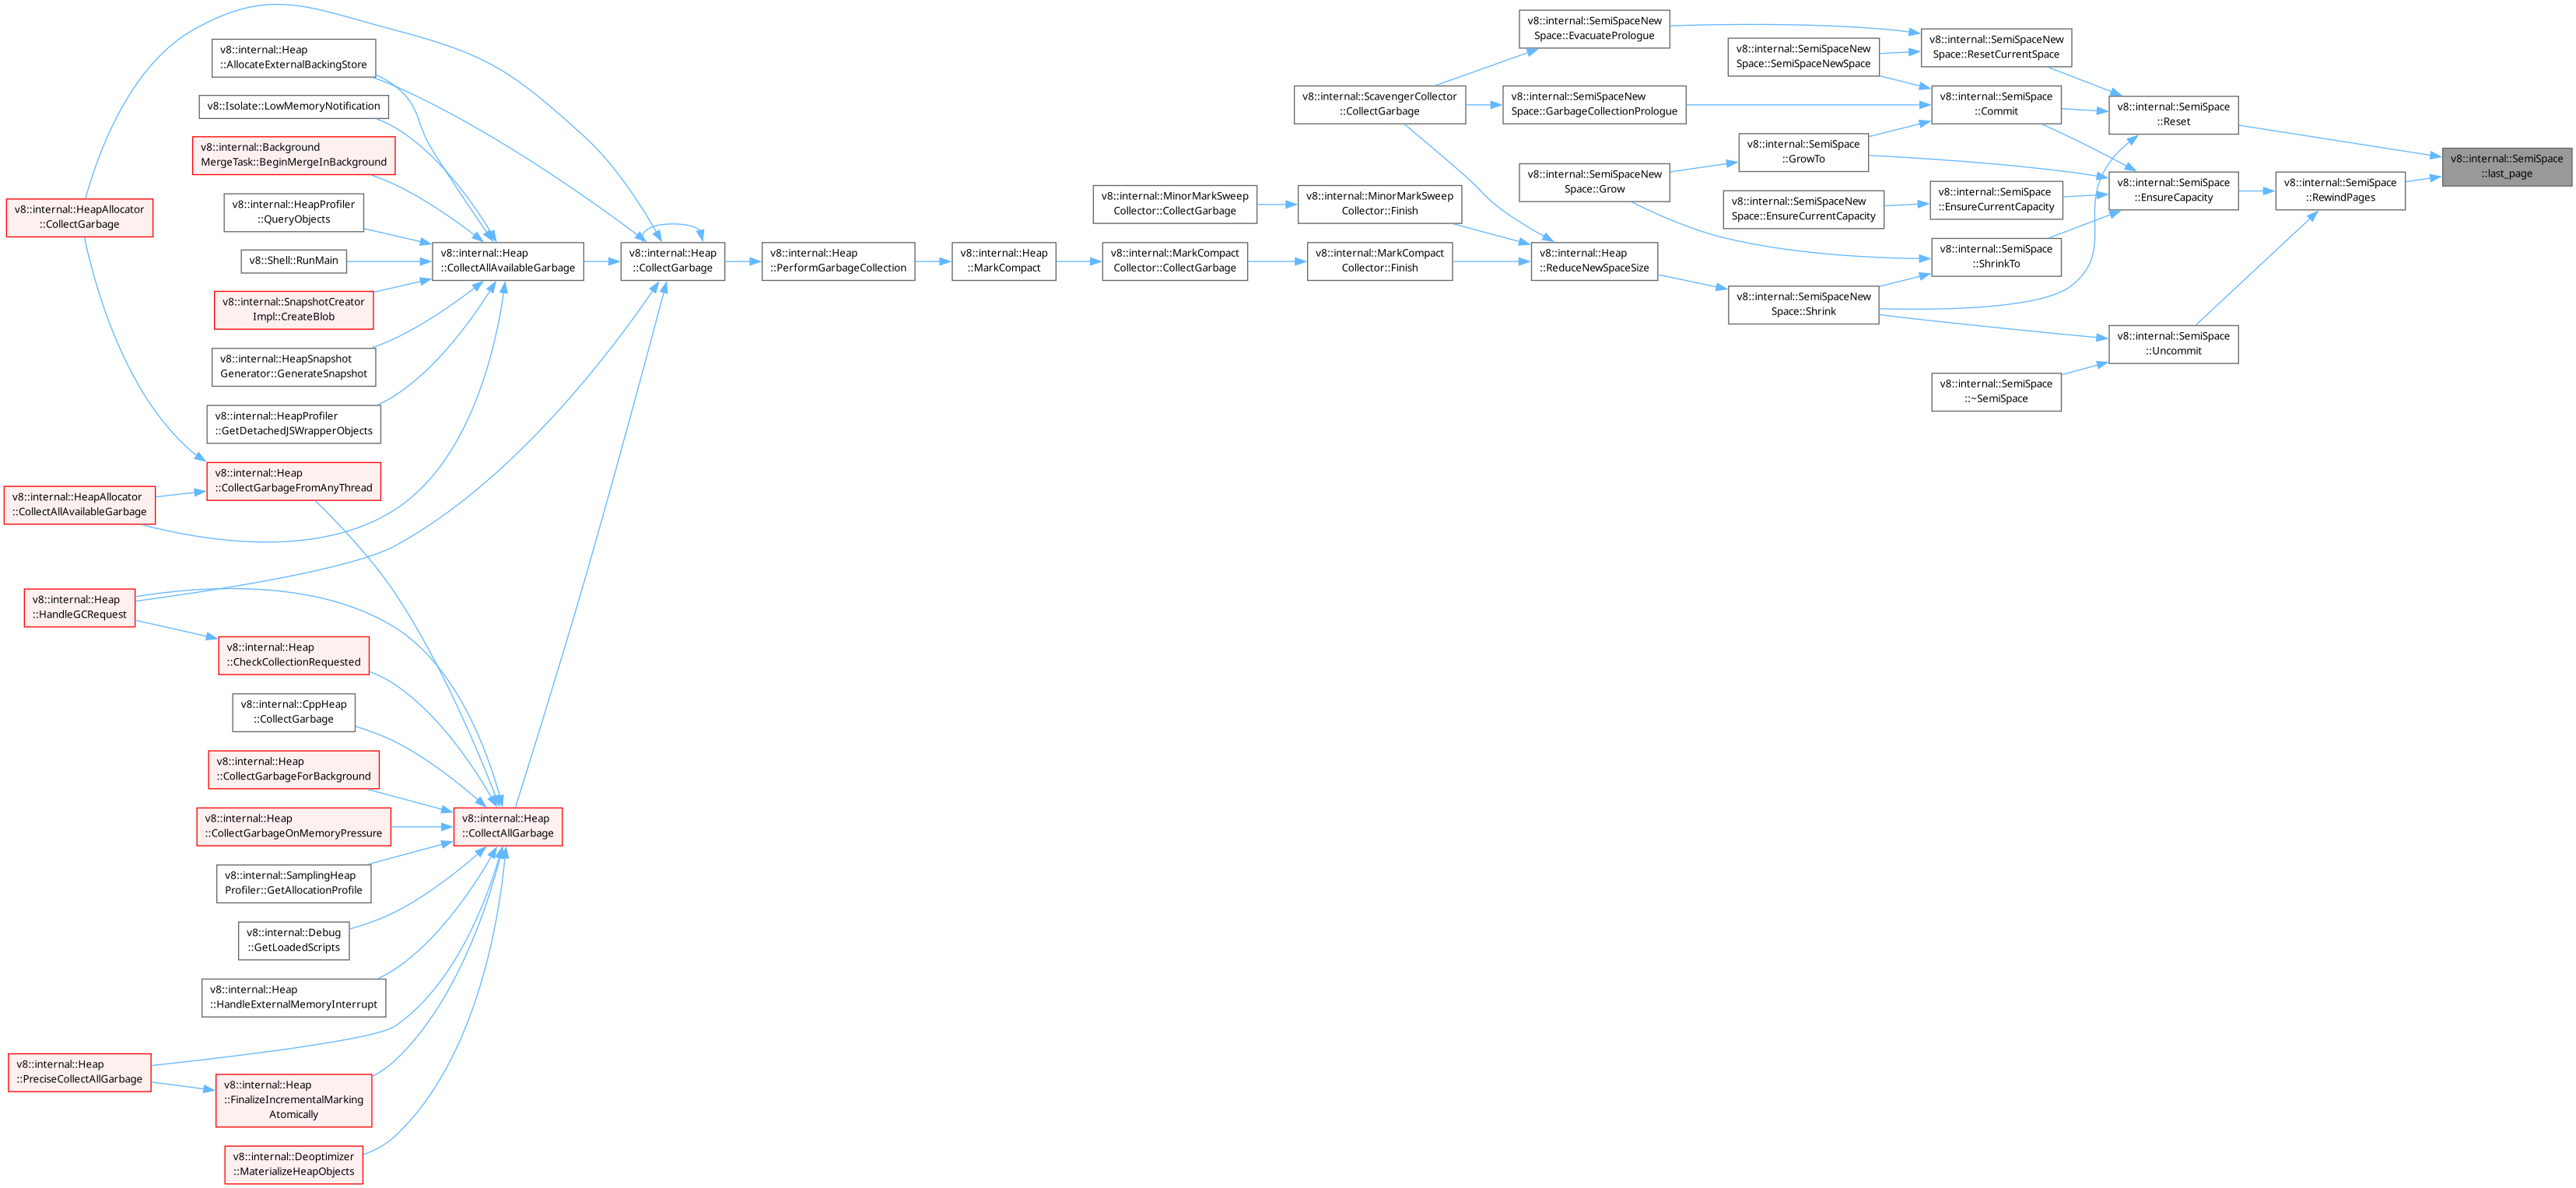 v8::internal::SemiSpaceNew
Space::EvacuatePrologue
v8::internal::SemiSpaceNew
Space::SemiSpaceNewSpace
v8::internal::SemiSpaceNew
Space::ResetCurrentSpace
v8::internal::Heap
::AllocateExternalBackingStore
v8::Isolate::LowMemoryNotification
v8::internal::ScavengerCollector
::CollectGarbage
v8::internal::SemiSpaceNew
Space::GarbageCollectionPrologue
v8::internal::SemiSpace
::Commit
v8::internal::SemiSpace
::Reset
v8::internal::Background
MergeTask::BeginMergeInBackground
v8::internal::SemiSpace
::GrowTo
v8::internal::SemiSpace
::last_page
v8::internal::HeapAllocator
::CollectGarbage
v8::internal::HeapProfiler
::QueryObjects
v8::internal::MinorMarkSweep
Collector::CollectGarbage
v8::internal::MinorMarkSweep
Collector::Finish
v8::internal::SemiSpaceNew
Space::Grow
v8::internal::SemiSpaceNew
Space::EnsureCurrentCapacity
v8::internal::SemiSpace
::EnsureCurrentCapacity
v8::internal::SemiSpace
::EnsureCapacity
v8::internal::SemiSpace
::RewindPages
v8::Shell::RunMain
v8::internal::Heap
::CollectAllAvailableGarbage
v8::internal::Heap
::CollectGarbage
v8::internal::Heap
::PerformGarbageCollection
v8::internal::Heap
::MarkCompact
v8::internal::MarkCompact
Collector::CollectGarbage
v8::internal::MarkCompact
Collector::Finish
v8::internal::Heap
::ReduceNewSpaceSize
v8::internal::SemiSpace
::ShrinkTo
v8::internal::SnapshotCreator
Impl::CreateBlob
v8::internal::SemiSpaceNew
Space::Shrink
v8::internal::HeapSnapshot
Generator::GenerateSnapshot
v8::internal::SemiSpace
::Uncommit
v8::internal::SemiSpace
::~SemiSpace
v8::internal::HeapProfiler
::GetDetachedJSWrapperObjects
v8::internal::Heap
::CollectGarbageFromAnyThread
v8::internal::HeapAllocator
::CollectAllAvailableGarbage
v8::internal::Heap
::HandleGCRequest
v8::internal::Heap
::CheckCollectionRequested
v8::internal::CppHeap
::CollectGarbage
v8::internal::Heap
::CollectGarbageForBackground
v8::internal::Heap
::CollectGarbageOnMemoryPressure
v8::internal::Heap
::CollectAllGarbage
v8::internal::SamplingHeap
Profiler::GetAllocationProfile
v8::internal::Debug
::GetLoadedScripts
v8::internal::Heap
::HandleExternalMemoryInterrupt
v8::internal::Heap
::PreciseCollectAllGarbage
v8::internal::Heap
::FinalizeIncrementalMarking
Atomically
v8::internal::Deoptimizer
::MaterializeHeapObjects